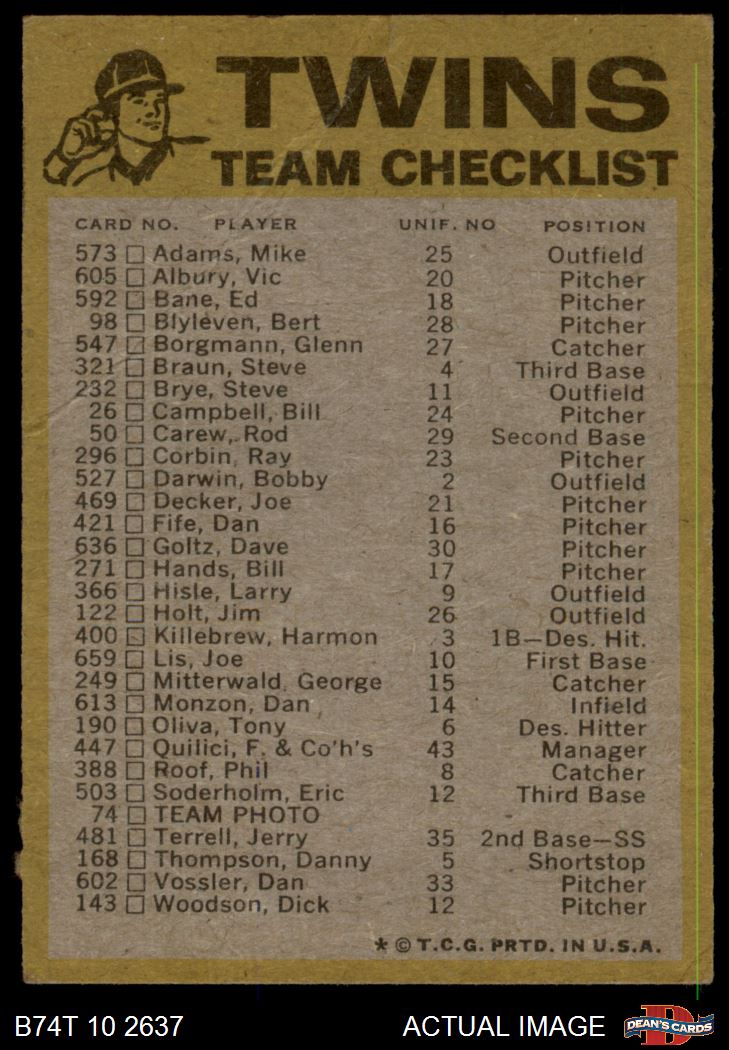 TWINS
TEAM CHECKLIST
CARD NO. PLAYER UNIF. NO POSITION
573 Adams, Mike 25 Outfield
605 Albury, Vic 20 Pitcher
592 Bane, Ed 18 Pitcher
98 Blyleven, Bert 28 Pitcher
547 Borgmann, Glenn 27 Catcher
321 Braun, Steve 4 Third Base
232 Brye, Steve 11 Outfield
26 Campbell, Bill 24 Pitcher
50 Carew, Rod 29 Second Base
296 Corbin, Ray 23 Pitcher
527 Darwin, Bobby 2 Outfield
469 Decker, Joe 21 Pitcher
421 Fife, Dan 16 Pitcher
636 Goltz, Dave 30 Pitcher
271 Hands, Bill 17 Pitcher
366 Hisle, Larry 9 Outfield
122 Holt, Jim 26 Outfield
400 Killebrew, Harmon 3 1B—Des. Hit.
659 Lis, Joe 10 First Base
249 Mitterwald, George 15 Catcher
613 Monzon, Dan 14 Infield
190 Oliva, Tony 6 Des. Hitter
447 Quilici, F. & Co'h's 43 Manager
388 Roof, Phil 8 Catcher
503 Soderholm, Eric 12 Third Base
74 TEAM PHOTO
481 Terrell, Jerry 35 2nd Base—SS
168 Thompson, Danny 5 Shortstop
602 Vossler, Dan 33 Pitcher
143 Woodson, Dick 12 Pitcher
* © T.C.G. PRTD. IN U.S.A.
B74T 10 2637 ACTUAL IMAGE D DEAN'S CARDS